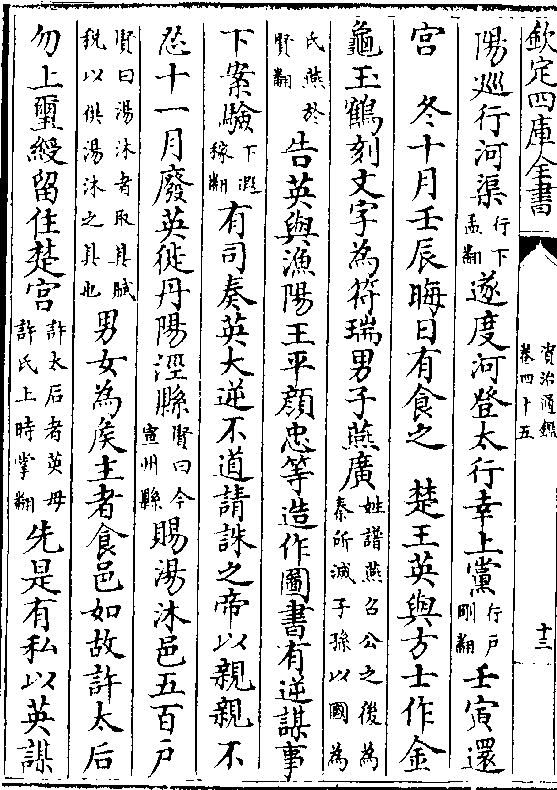 欽定四庫全書
資治通鑑
卷四十五
十三
陽巡行河渠行下孟翻遂度河登太行幸上黨行戶剛翻壬寅還
宮　冬十月壬辰晦日有食之　楚王英與方士作金
龜玉鶴刻文字為符瑞男子燕廣姓譜燕召公之後為秦所滅子孫以國為
氏燕於賢翻告英與漁陽王平顔忠等造作圖書有逆謀事
下案驗下遐稼翻有司奏英大逆不道請誅之帝以親親不
忍十一月廢英徙丹陽涇縣賢曰今宣州縣賜湯沐邑五百戶
賢曰湯沐者取其賦税以供湯沐之具也男女為矦主者食邑如故許太后
勿上璽綬留住楚宮許太后者英母許氏上時掌翻先是有私以英謀